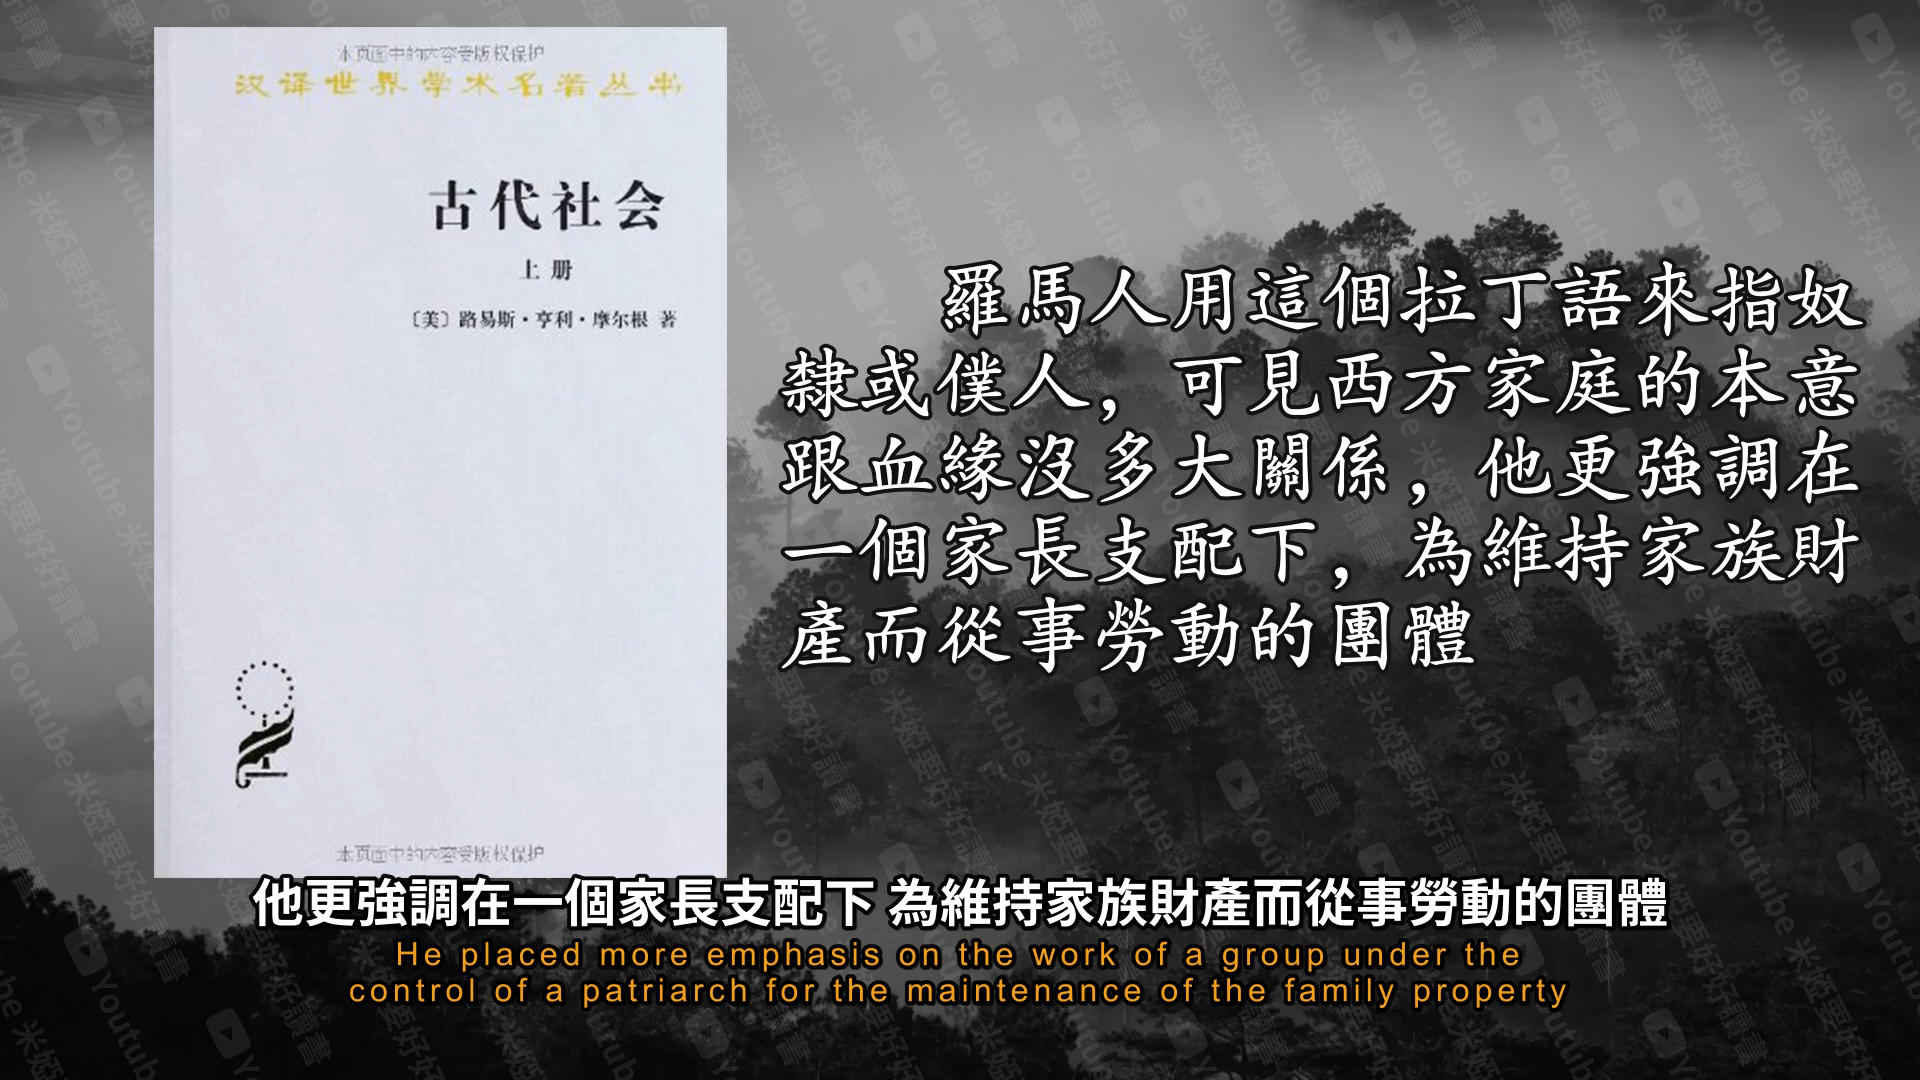 本页面中的内容受版权保护
汉译世界学术名著丛书
古代社会
上册
〔美〕路易斯·亨利·摩尔根 著
本页面中的内容受版权保护
羅馬人用這個拉丁語來指奴
隸或僕人，可見西方家庭的本意
跟血緣沒多大關係，他更強調在
一個家長支配下，為維持家族財
產而從事勞動的團體
他更強調在一個家長支配下 為維持家族財產而從事勞動的團體
He placed more emphasis on the work of a group under the
control of a patriarch for the maintenance of the family property
Youtube 米婭要好好讀書